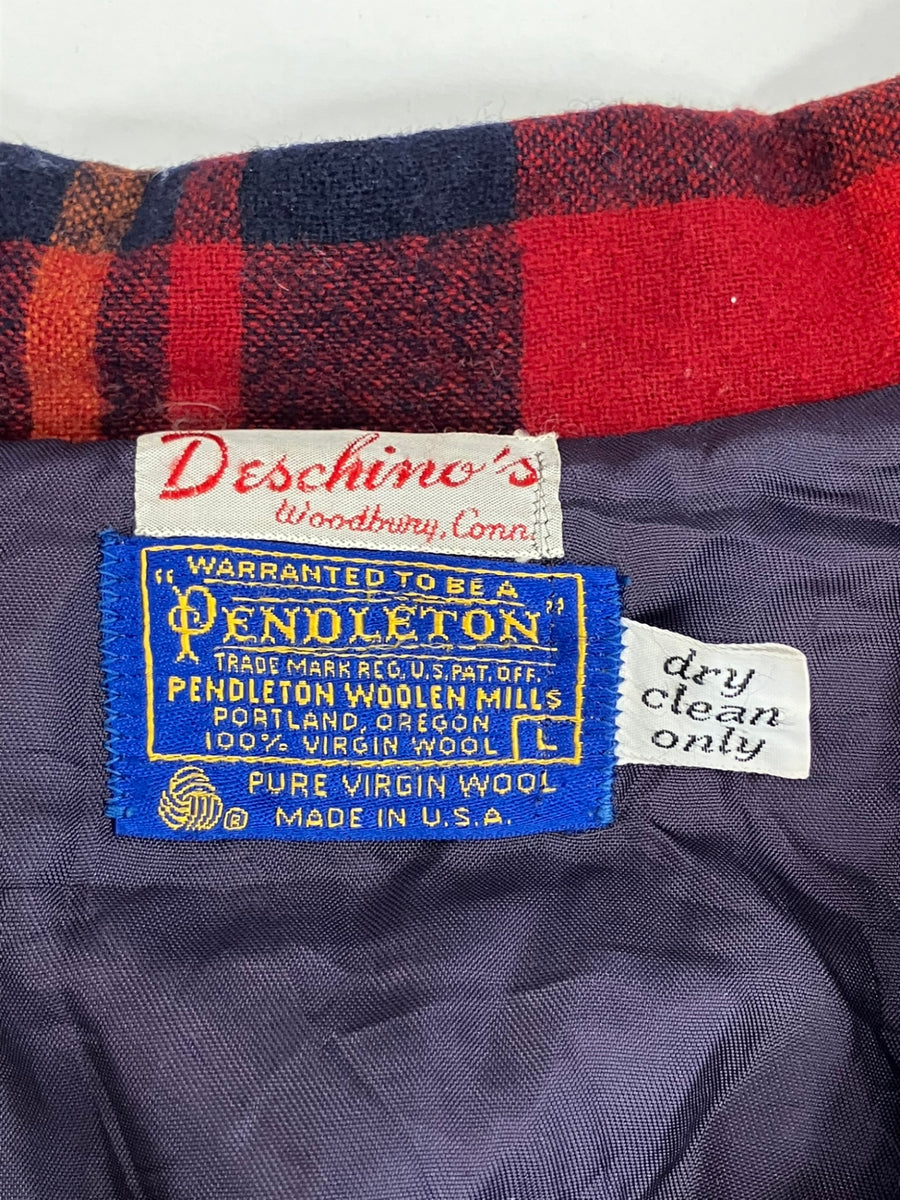 Deschino's
Woodbury, Conn.
WARRANTED TO BE A
"PENDLETON"
TRADE MARK REG. U.S. PAT. OFF.
PENDLETON WOOLEN MILLS
PORTLAND, OREGON
100% VIRGIN WOOL L
PURE VIRGIN WOOL
® MADE IN U.S.A.
dry
clean
only